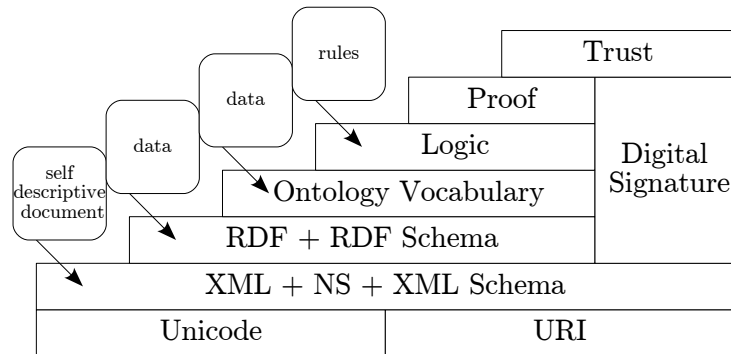 rules
Trust
data
Proof
data
Logic
Digital
Signature
self
descriptive
document
Ontology Vocabulary
RDF + RDF Schema
XML + NS + XML Schema
Unicode
URI